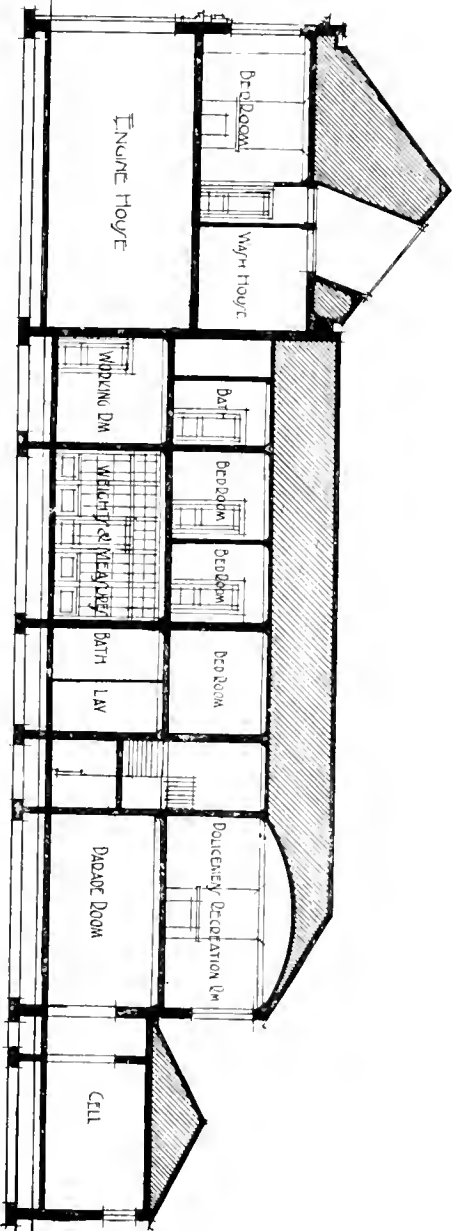 BED ROOM
WASH HOUSE
BATH
BED ROOM
BED ROOM
BED ROOM
POLICEMENS RECREATION RM
ENGINE HOUSE
WORKING RM
WEIGHTS & MEASURES
BATH
LAV
PARADE ROOM
CELL